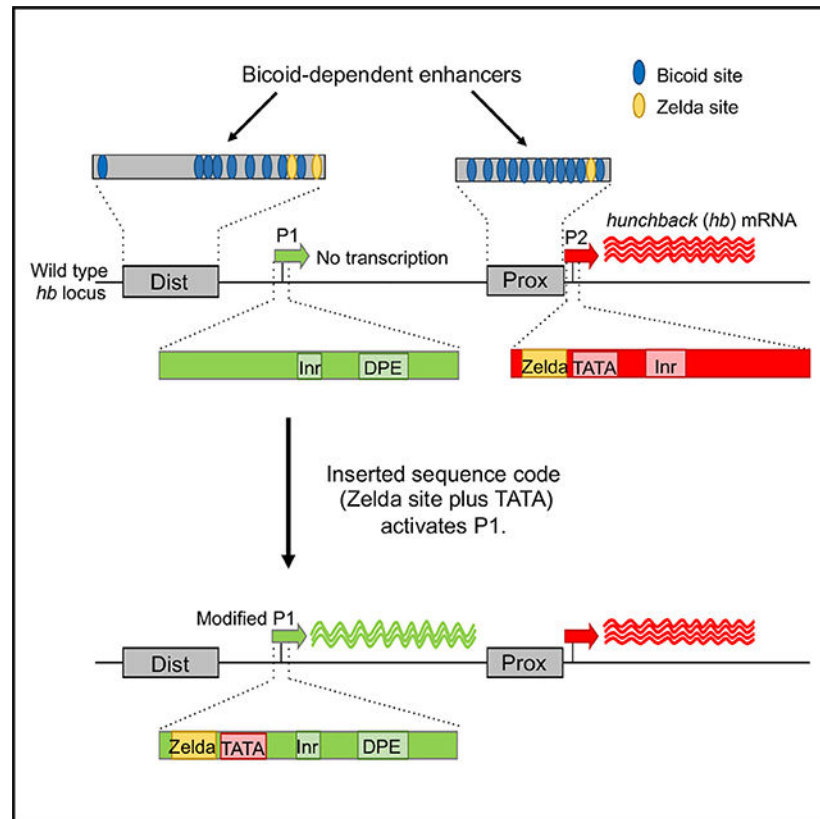 Bicoid-dependent enhancers
Bicoid site
Zelda site
P1
No transcription
P2
hunchback (hb) mRNA
Wild type
hb locus
Dist
Prox
Inr
DPE
Zelda
TATA
Inr
Inserted sequence code
(Zelda site plus TATA)
activates P1.
Modified P1
Dist
Prox
Zelda
TATA
Inr
DPE